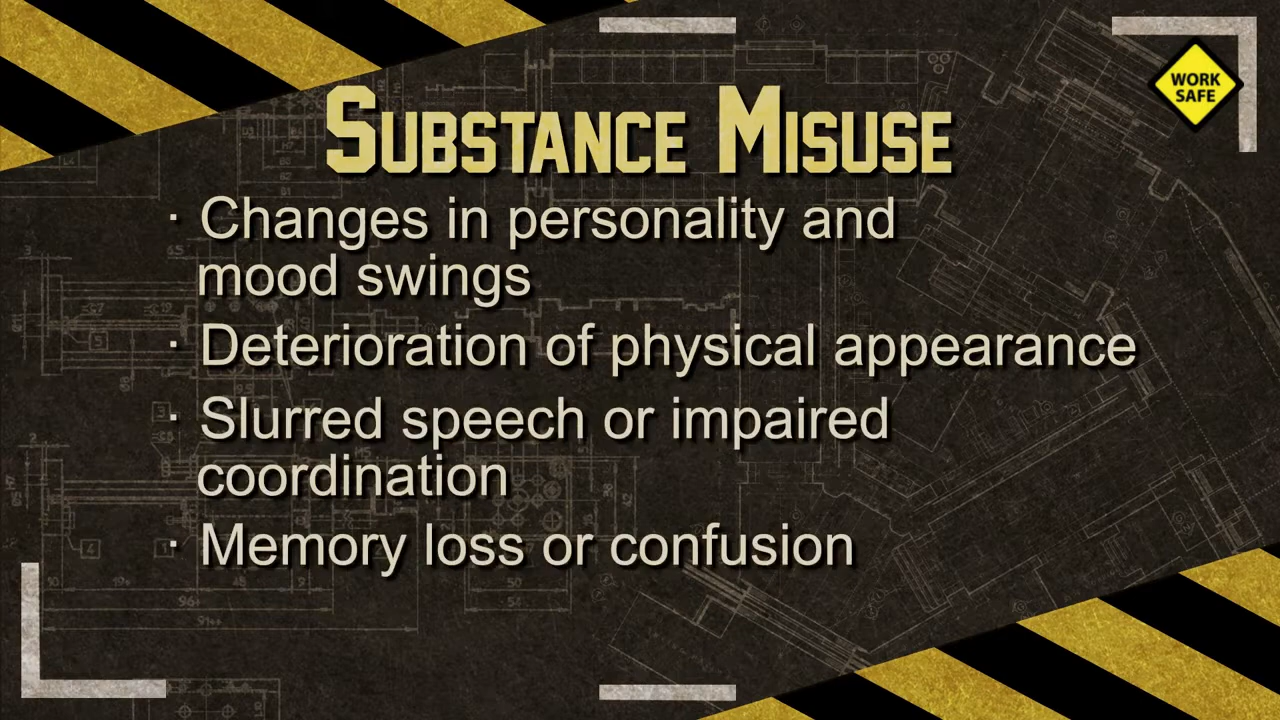 WORK
SAFE
SUBSTANCE MISUSE
· Changes in personality and
mood swings
· Deterioration of physical appearance
· Slurred speech or impaired
coordination
· Memory loss or confusion